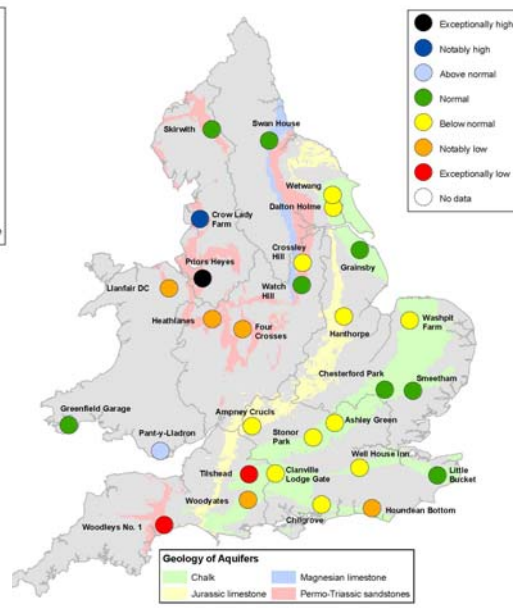 Exceptionally high
Notably high
Above normal
Normal
Below normal
Notably low
Exceptionally low
No data
Skirwith
Swan House
Wetwang
Dalton Holme
Crow Lady
Farm
Crossley
Hill
Grainsby
Priors Heyes
Llanfair DC
Watch
Hill
Heathlanes
Four
Crosses
Hanthorpe
Washpit
Farm
Chesterford Park
Smeetham
Greenfield Garage
Ampney Crucis
Ashley Green
Pant-y-Lladron
Stonor
Park
Well House Inn
Tilshead
Clanville
Lodge Gate
Little
Bucket
Woodyates
Houndean Bottom
Chilgrove
Woodleys No. 1
Geology of Aquifers
Chalk
Magnesian limestone
Jurassic limestone
Permo-Triassic sandstones